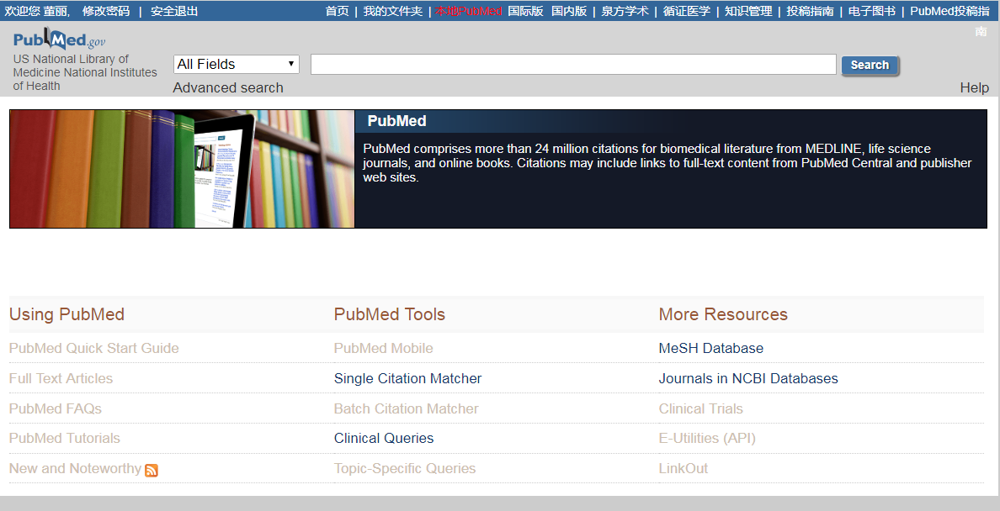 欢迎您 董丽, 修改密码 | 安全退出 首页 | 我的文件夹 | 本地PubMed 国际版 国内版 | 泉方学术 | 循证医学 | 知识管理 | 投稿指南 | 电子图书 | PubMed投稿指
南
PubMed.gov
US National Library of
Medicine National Institutes
of Health
All Fields
Search
Advanced search
Help
PubMed
PubMed comprises more than 24 million citations for biomedical literature from MEDLINE, life science
journals, and online books. Citations may include links to full-text content from PubMed Central and publisher
web sites.
Using PubMed PubMed Tools More Resources
PubMed Quick Start Guide PubMed Mobile MeSH Database
Full Text Articles Single Citation Matcher Journals in NCBI Databases
PubMed FAQs Batch Citation Matcher Clinical Trials
PubMed Tutorials Clinical Queries E-Utilities (API)
New and Noteworthy Topic-Specific Queries LinkOut